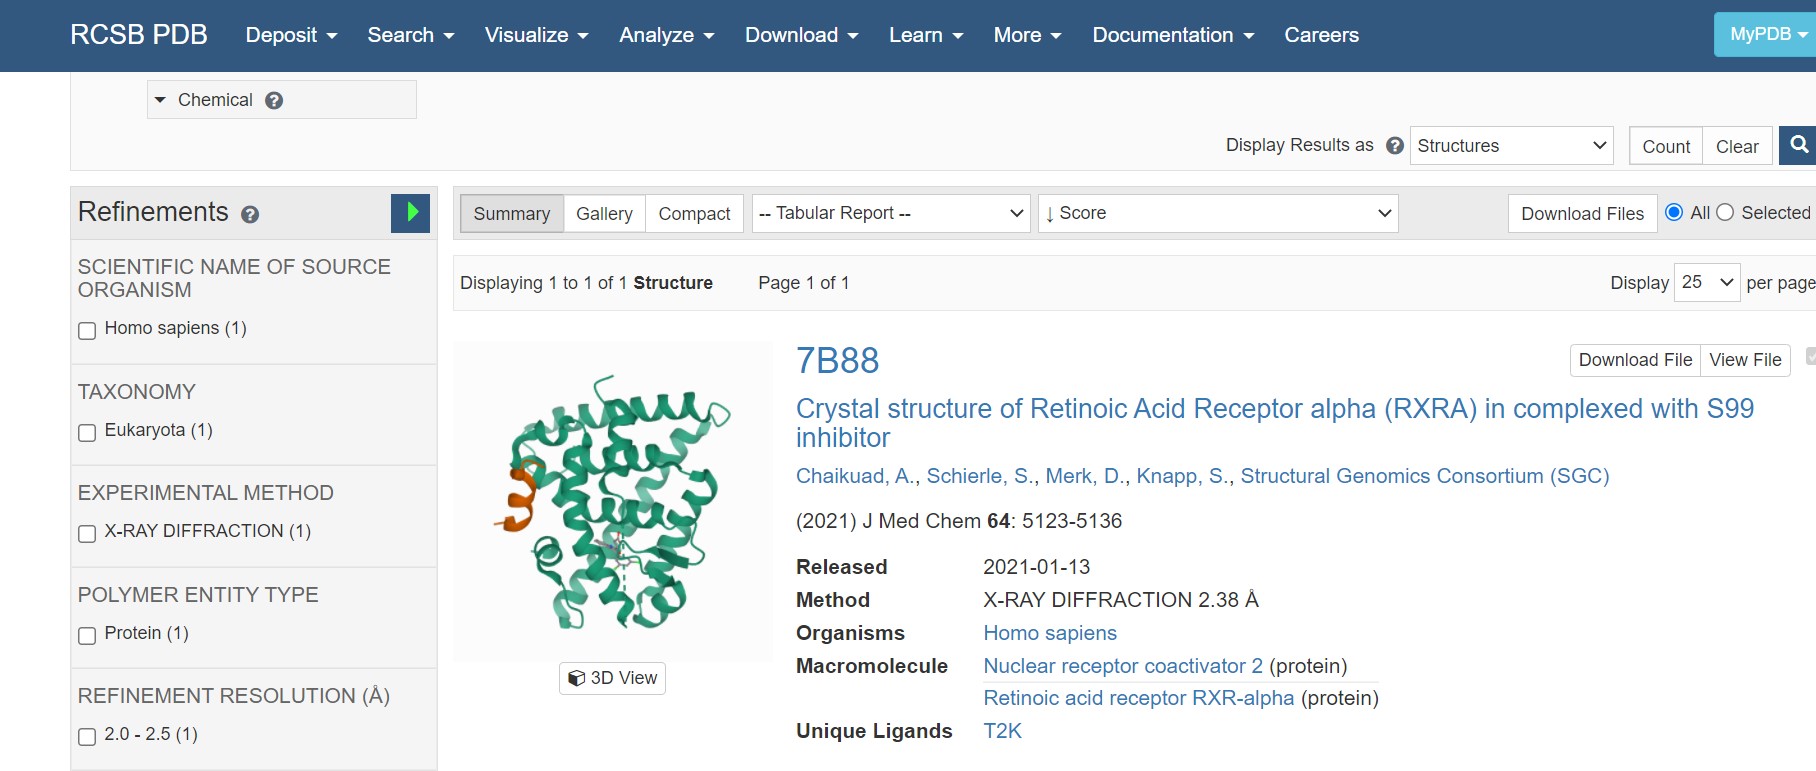 RCSB PDB Deposit Search Visualize Analyze Download Learn More Documentation Careers MyPDB
Chemical ?
Display Results as ? Structures Count Clear
Refinements ?
Summary Gallery Compact -- Tabular Report -- ↓ Score Download Files All Selected
SCIENTIFIC NAME OF SOURCE
ORGANISM
Homo sapiens (1)
TAXONOMY
Eukaryota (1)
EXPERIMENTAL METHOD
X-RAY DIFFRACTION (1)
POLYMER ENTITY TYPE
Protein (1)
REFINEMENT RESOLUTION (Å)
2.0 - 2.5 (1)
Displaying 1 to 1 of 1 Structure Page 1 of 1 Display 25 per page
7B88 Download File View File
Crystal structure of Retinoic Acid Receptor alpha (RXRA) in complexed with S99
inhibitor
Chaikuad, A., Schierle, S., Merk, D., Knapp, S., Structural Genomics Consortium (SGC)
(2021) J Med Chem 64: 5123-5136
Released 2021-01-13
Method X-RAY DIFFRACTION 2.38 Å
Organisms Homo sapiens
Macromolecule Nuclear receptor coactivator 2 (protein)
Retinoic acid receptor RXR-alpha (protein)
Unique Ligands T2K
3D View